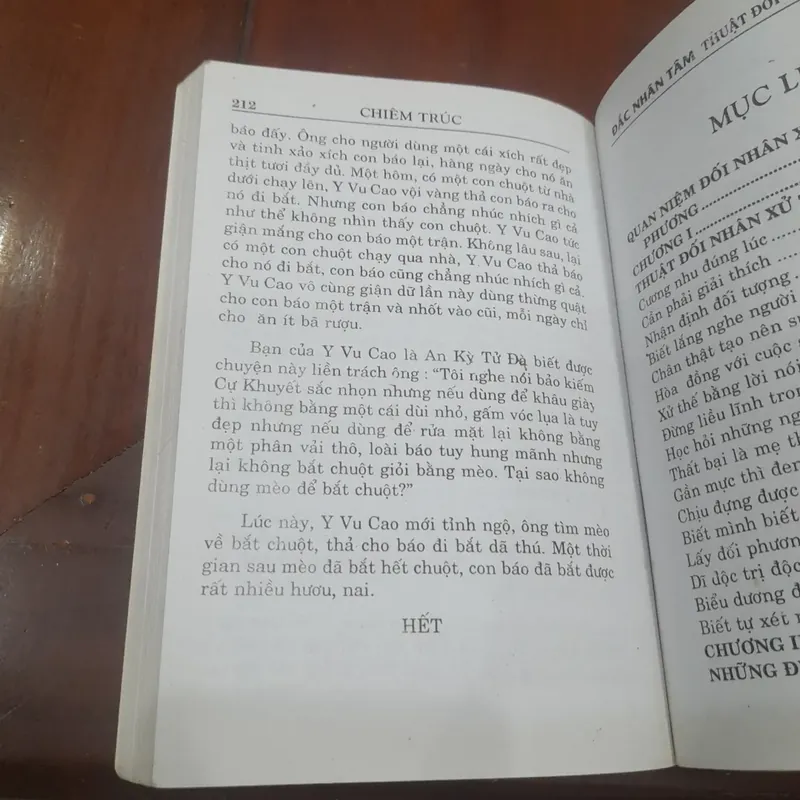 212
CHIÊM TRÚC
báo đấy. Ông cho người dùng một cái xích rất đẹp
và tinh xảo xích con báo lại, hàng ngày cho nó ăn
thịt tươi đầy đủ. Một hôm, có một con chuột từ nhà
dưới chạy lên, Y Vu Cao vội vàng thả con báo ra cho
nó đi bắt. Nhưng con báo chẳng nhúc nhích gì cả
như thể không nhìn thấy con chuột. Y Vu Cao tức
giận mắng cho con báo một trận. Không lâu sau, lại
có một con chuột chạy qua nhà, Y Vu Cao thả báo
cho nó đi bắt, con báo cũng chẳng nhúc nhích gì cả.
Y Vu Cao vô cùng giận dữ lần này dùng thừng quật
cho con báo một trận và nhốt vào cũi, mỗi ngày chỉ
cho ăn ít bã rượu.
Bạn của Y Vu Cao là An Kỳ Tử Đà biết được
chuyện này liền trách ông : “Tôi nghe nói bảo kiếm
Cự Khuyết sắc nhọn nhưng nếu dùng để khâu giày
thì không bằng một cái dùi nhỏ, gấm vóc lụa là tuy
đẹp nhưng nếu dùng để rửa mặt lại không bằng
một phân vải thô, loài báo tuy hung mãnh nhưng
lại không bắt chuột giỏi bằng mèo. Tại sao không
dùng mèo để bắt chuột?”
Lúc này, Y Vu Cao mới tỉnh ngộ, ông tìm mèo
về bắt chuột, thả cho báo đi bắt dã thú. Một thời
gian sau mèo đã bắt hết chuột, con báo đã bắt được
rất nhiều hươu, nai.
HẾT
ĐẮC NHÂN TÂM THUẬT ĐỐI
MỤC
QUAN NIỆM ĐỐI NHÂN
PHƯƠNG
CHƯƠNG I
THUẬT ĐỐI NHÂN XỬ
Cương nhu đúng lúc
Cần phải giải thích
Nhận định đối tượng
Biết lắng nghe người
Chân thật tạo nên
Hòa đồng với cuộc
Xử thế bằng lời nói
Đừng liều lĩnh
Học hỏi những
Thất bại là mẹ
Gần mực thì đen
Chịu đựng được
Biết mình biết
Lấy đối phương
Dĩ độc trị độc
Biểu dương
Biết tự xét
CHƯƠNG
NHỮNG